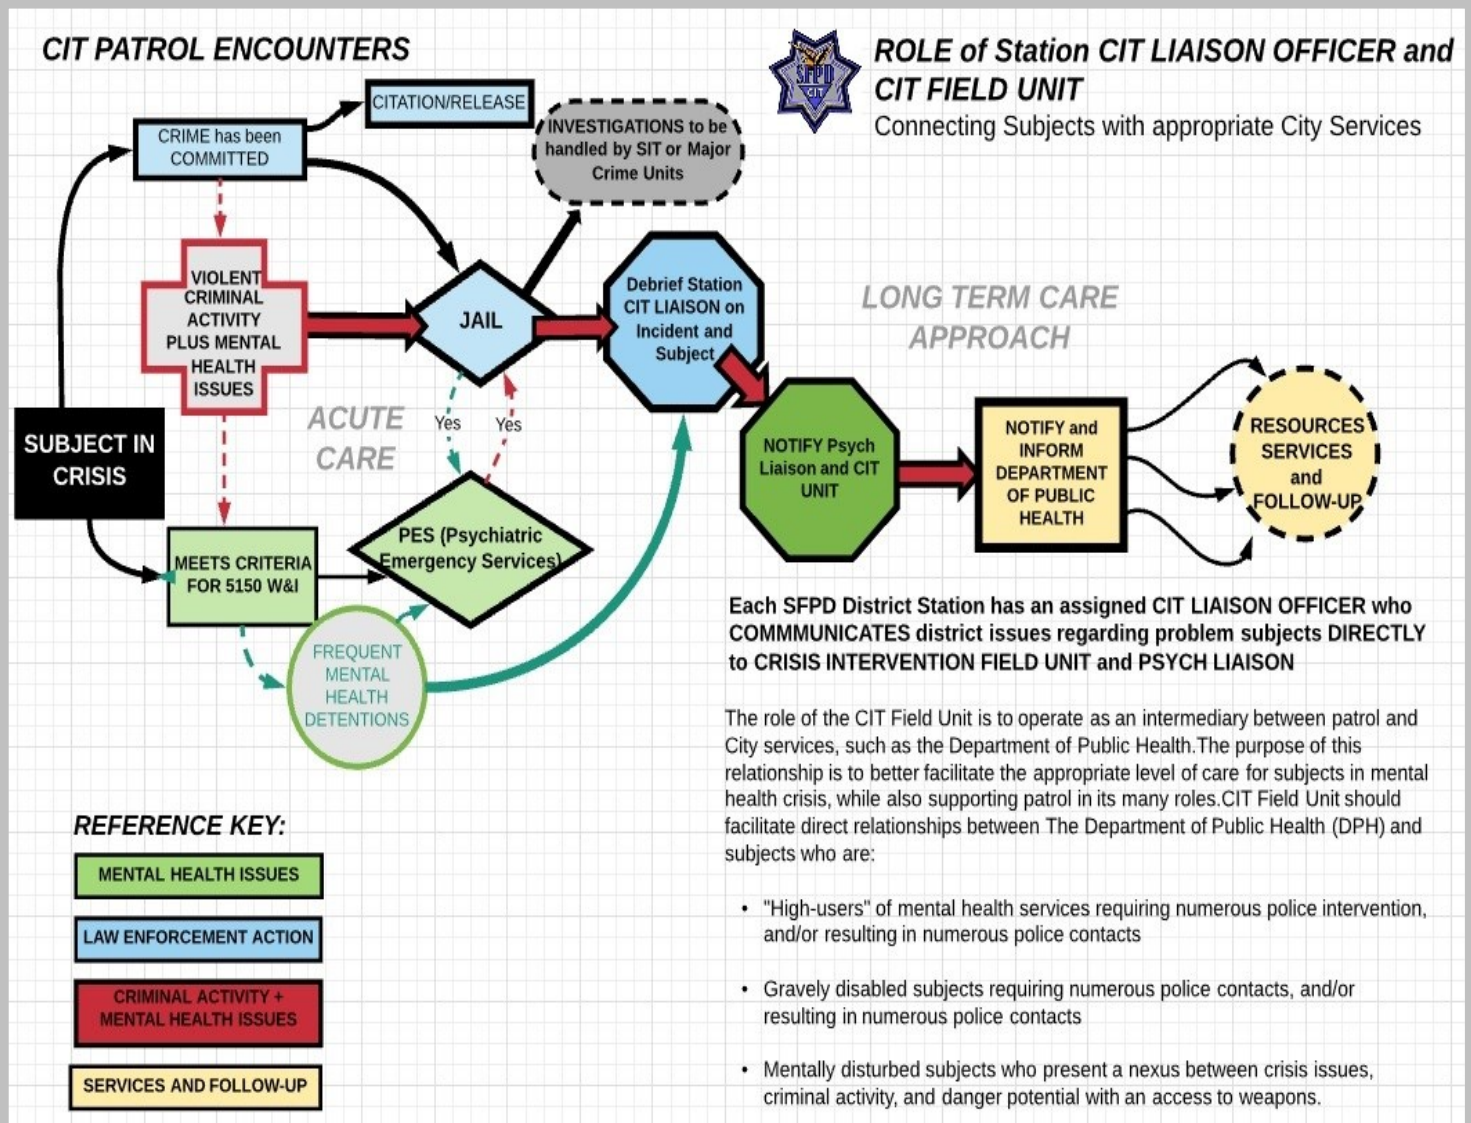 CIT PATROL ENCOUNTERS
SFPD
CIT
ROLE of Station CIT LIAISON OFFICER and
CIT FIELD UNIT
Connecting Subjects with appropriate City Services
CITATION/RELEASE
CRIME has been
COMMITTED
INVESTIGATIONS to be
handled by SIT or Major
Crime Units
VIOLENT
CRIMINAL
ACTIVITY
PLUS MENTAL
HEALTH
ISSUES
JAIL
Debrief Station
CIT LIAISON on
Incident and
Subject
LONG TERM CARE
APPROACH
ACUTE
CARE
Yes
Yes
SUBJECT IN
CRISIS
NOTIFY Psych
Liaison and CIT
UNIT
NOTIFY and
INFORM
DEPARTMENT
OF PUBLIC
HEALTH
RESOURCES
SERVICES
and
FOLLOW-UP
MEETS CRITERIA
FOR 5150 W&I
PES (Psychiatric
Emergency Services)
FREQUENT
MENTAL
HEALTH
DETENTIONS
Each SFPD District Station has an assigned CIT LIAISON OFFICER who
COMMMUNICATES district issues regarding problem subjects DIRECTLY
to CRISIS INTERVENTION FIELD UNIT and PSYCH LIAISON
The role of the CIT Field Unit is to operate as an intermediary between patrol and
City services, such as the Department of Public Health.The purpose of this
relationship is to better facilitate the appropriate level of care for subjects in mental
health crisis, while also supporting patrol in its many roles.CIT Field Unit should
facilitate direct relationships between The Department of Public Health (DPH) and
subjects who are:
• "High-users" of mental health services requiring numerous police intervention,
and/or resulting in numerous police contacts
• Gravely disabled subjects requiring numerous police contacts, and/or
resulting in numerous police contacts
• Mentally disturbed subjects who present a nexus between crisis issues,
criminal activity, and danger potential with an access to weapons.
REFERENCE KEY:
MENTAL HEALTH ISSUES
LAW ENFORCEMENT ACTION
CRIMINAL ACTIVITY +
MENTAL HEALTH ISSUES
SERVICES AND FOLLOW-UP